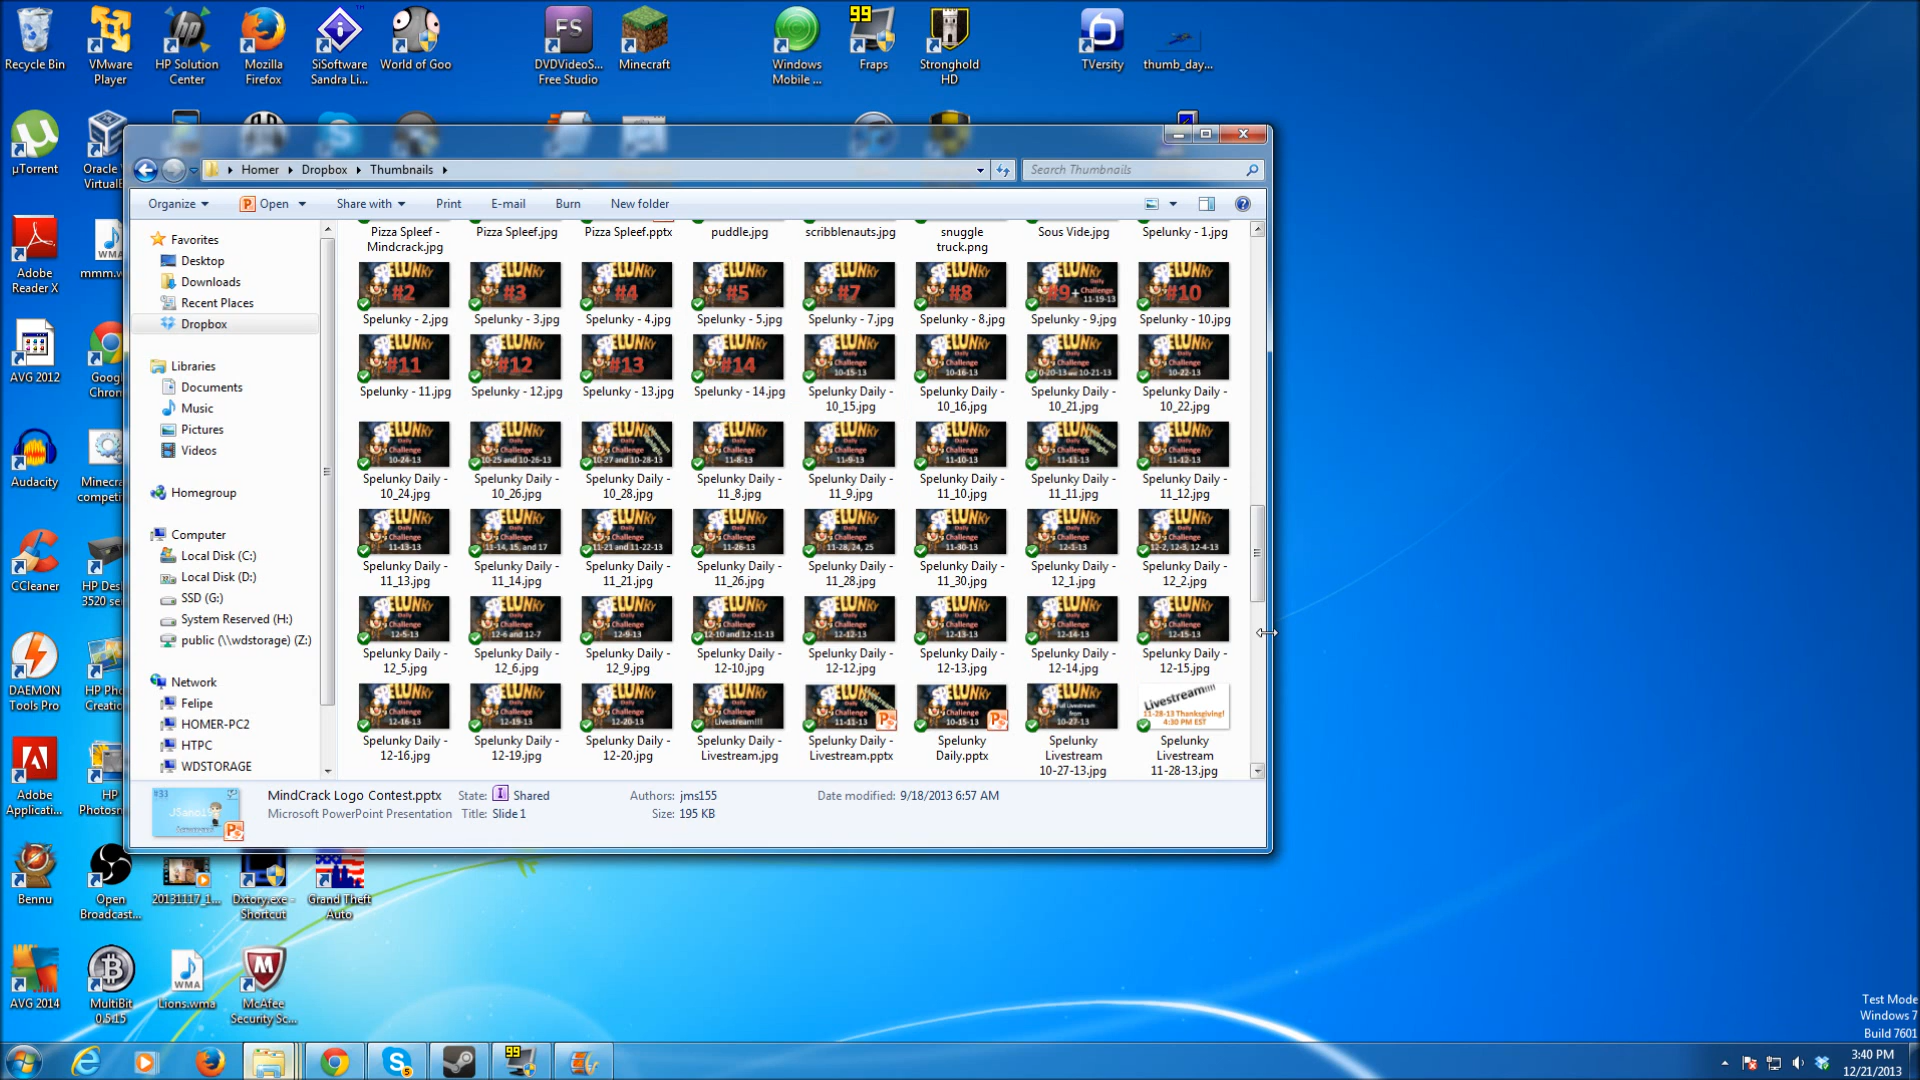 Recycle Bin
VMware Player
HP Solution Center
Mozilla Firefox
SiSoftware Sandra Li...
World of Goo
DVDVideoS... Free Studio
Minecraft
Windows Mobile ...
Fraps
Stronghold HD
TVersity
thumb_day...
µTorrent
Oracle
Adobe Reader X
AVG 2012
Audacity
CCleaner
DAEMON Tools Pro
Adobe Applicati...
Homer
Dropbox
Thumbnails
Search Thumbnails
Organize
Open
Share with
Print
E-mail
Burn
New folder
Favorites
Desktop
Downloads
Recent Places
Dropbox
Libraries
Documents
Music
Pictures
Videos
Homegroup
Computer
Local Disk (C:)
Local Disk (D:)
SSD (G:)
System Reserved (H:)
public (\\wdstorage) (Z:)
Network
Felipe
HOMER-PC2
HTPC
WDSTORAGE
Pizza Spleef - Mindcrack.jpg
Pizza Spleef.jpg
Pizza Spleef.pptx
puddle.jpg
scribblenauts.jpg
snuggle truck.png
Sous Vide.jpg
Spelunky - 1.jpg
Spelunky - 2.jpg
Spelunky - 3.jpg
Spelunky - 4.jpg
Spelunky - 5.jpg
Spelunky - 7.jpg
Spelunky - 8.jpg
Spelunky - 9.jpg
Spelunky - 10.jpg
Spelunky - 11.jpg
Spelunky - 12.jpg
Spelunky - 13.jpg
Spelunky - 14.jpg
Spelunky Daily - 10_15.jpg
Spelunky Daily - 10_16.jpg
Spelunky Daily - 10_21.jpg
Spelunky Daily - 10_22.jpg
Spelunky Daily - 10_24.jpg
Spelunky Daily - 10_26.jpg
Spelunky Daily - 10_28.jpg
Spelunky Daily - 11_8.jpg
Spelunky Daily - 11_9.jpg
Spelunky Daily - 11_10.jpg
Spelunky Daily - 11_11.jpg
Spelunky Daily - 11_12.jpg
Spelunky Daily - 11_13.jpg
Spelunky Daily - 11_14.jpg
Spelunky Daily - 11_21.jpg
Spelunky Daily - 11_26.jpg
Spelunky Daily - 11_28.jpg
Spelunky Daily - 11_30.jpg
Spelunky Daily - 12_1.jpg
Spelunky Daily - 12_2.jpg
Spelunky Daily - 12_5.jpg
Spelunky Daily - 12_6.jpg
Spelunky Daily - 12_9.jpg
Spelunky Daily - 12-10.jpg
Spelunky Daily - 12-12.jpg
Spelunky Daily - 12-13.jpg
Spelunky Daily - 12-14.jpg
Spelunky Daily - 12-15.jpg
Spelunky Daily - 12-16.jpg
Spelunky Daily - 12-19.jpg
Spelunky Daily - 12-20.jpg
Spelunky Daily - Livestream.jpg
Spelunky Daily - Livestream.pptx
Spelunky Daily.pptx
Spelunky Livestream 10-27-13.jpg
Spelunky Livestream 11-28-13.jpg
MindCrack Logo Contest.pptx
State: Shared
Authors: jms155
Date modified: 9/18/2013 6:57 AM
Microsoft PowerPoint Presentation
Title: Slide 1
Size: 195 KB
Bennu
Open Broadcast...
20131117_1...
Dxtory.exe - Shortcut
Grand Theft Auto
AVG 2014
MultiBit 0.5.15
Lions.wma
McAfee Security Sc...
Test Mode
Windows 7
Build 7601
3:40 PM
12/21/2013